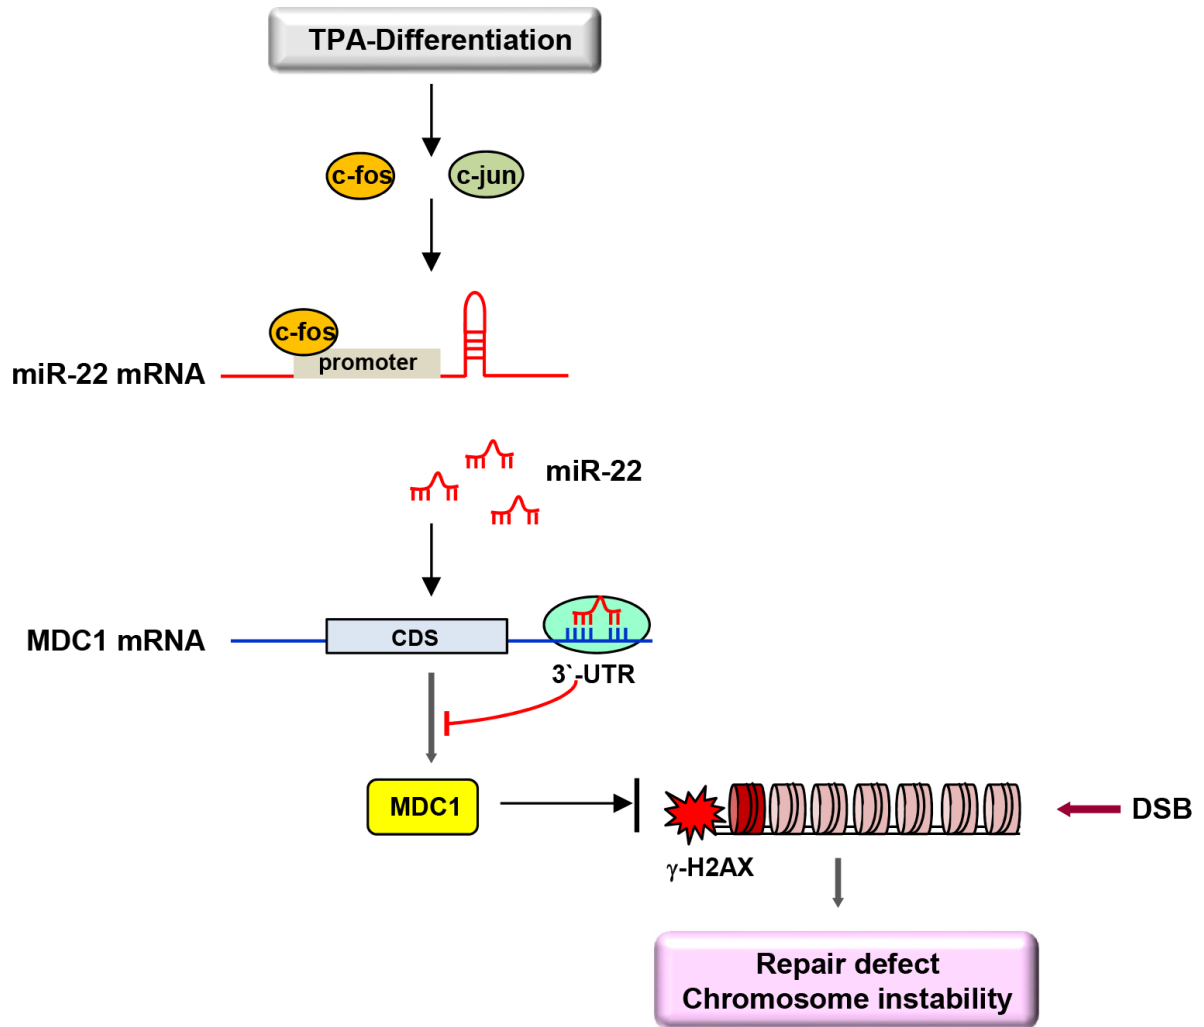 TPA-Differentiation
c-fos
c-jun
c-fos
promoter
miR-22 mRNA
miR-22
MDC1 mRNA
CDS
3`-UTR
MDC1
DSB
γ-H2AX
Repair defect
Chromosome instability